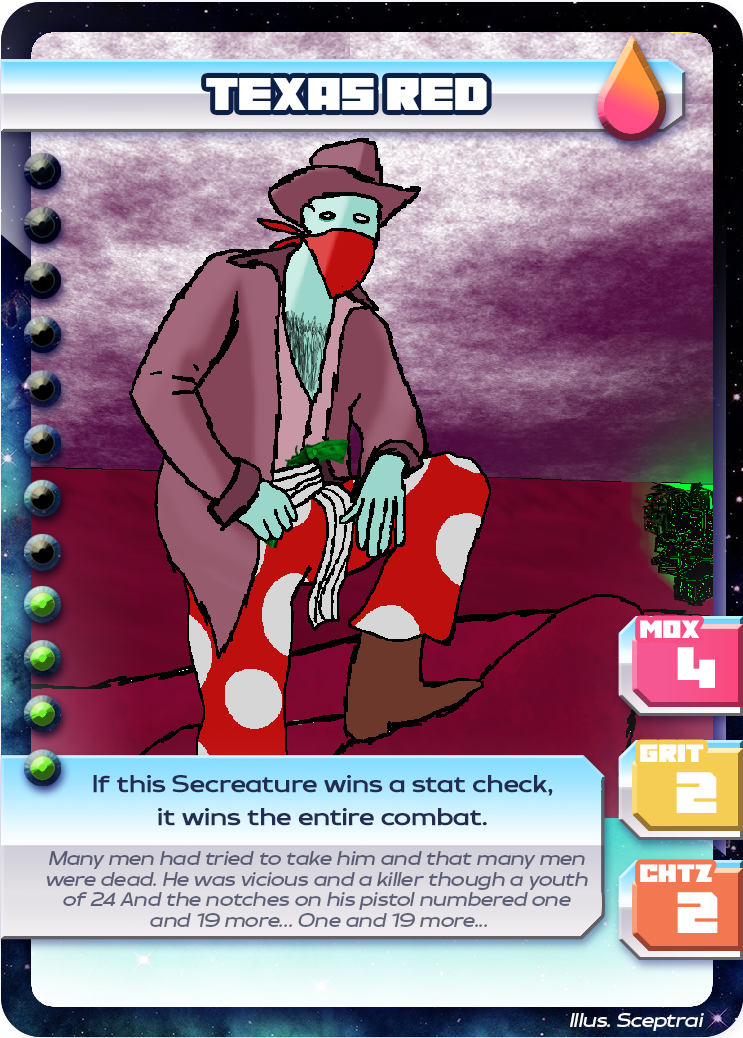 TEXAS RED
MOX
4
GRIT
2
CHTZ
2
If this Secreature wins a stat check,
it wins the entire combat.
Many men had tried to take him and that many men
were dead. He was vicious and a killer though a youth
of 24 And the notches on his pistol numbered one
and 19 more... One and 19 more...
Illus. Sceptrai